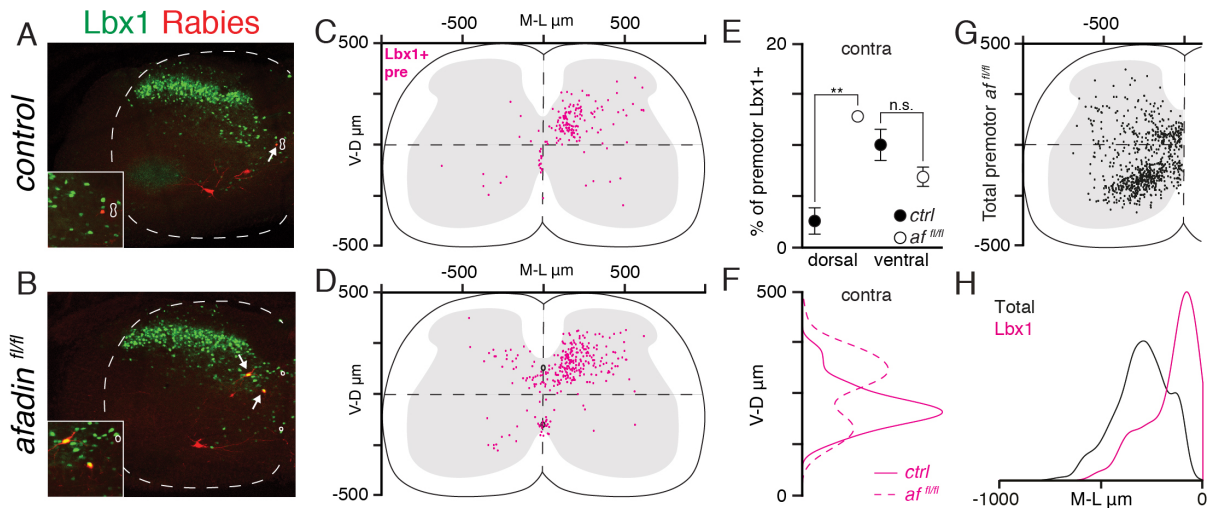 Lbx1 Rabies
A
control
B
afadin fl/fl
C
-500 M-L µm 500
500
Lbx1+
pre
V-D µm
-500
D
-500 M-L µm 500
500
V-D µm
-500
E
contra
20
% of premotor Lbx1+
0
**
n.s.
ctrl
af fl/fl
dorsal ventral
F
contra
500
V-D µm
0
ctrl
af fl/fl
G
-500
500
Total premotor af fl/fl
-500
H
Total
Lbx1
-1000 M-L µm 0